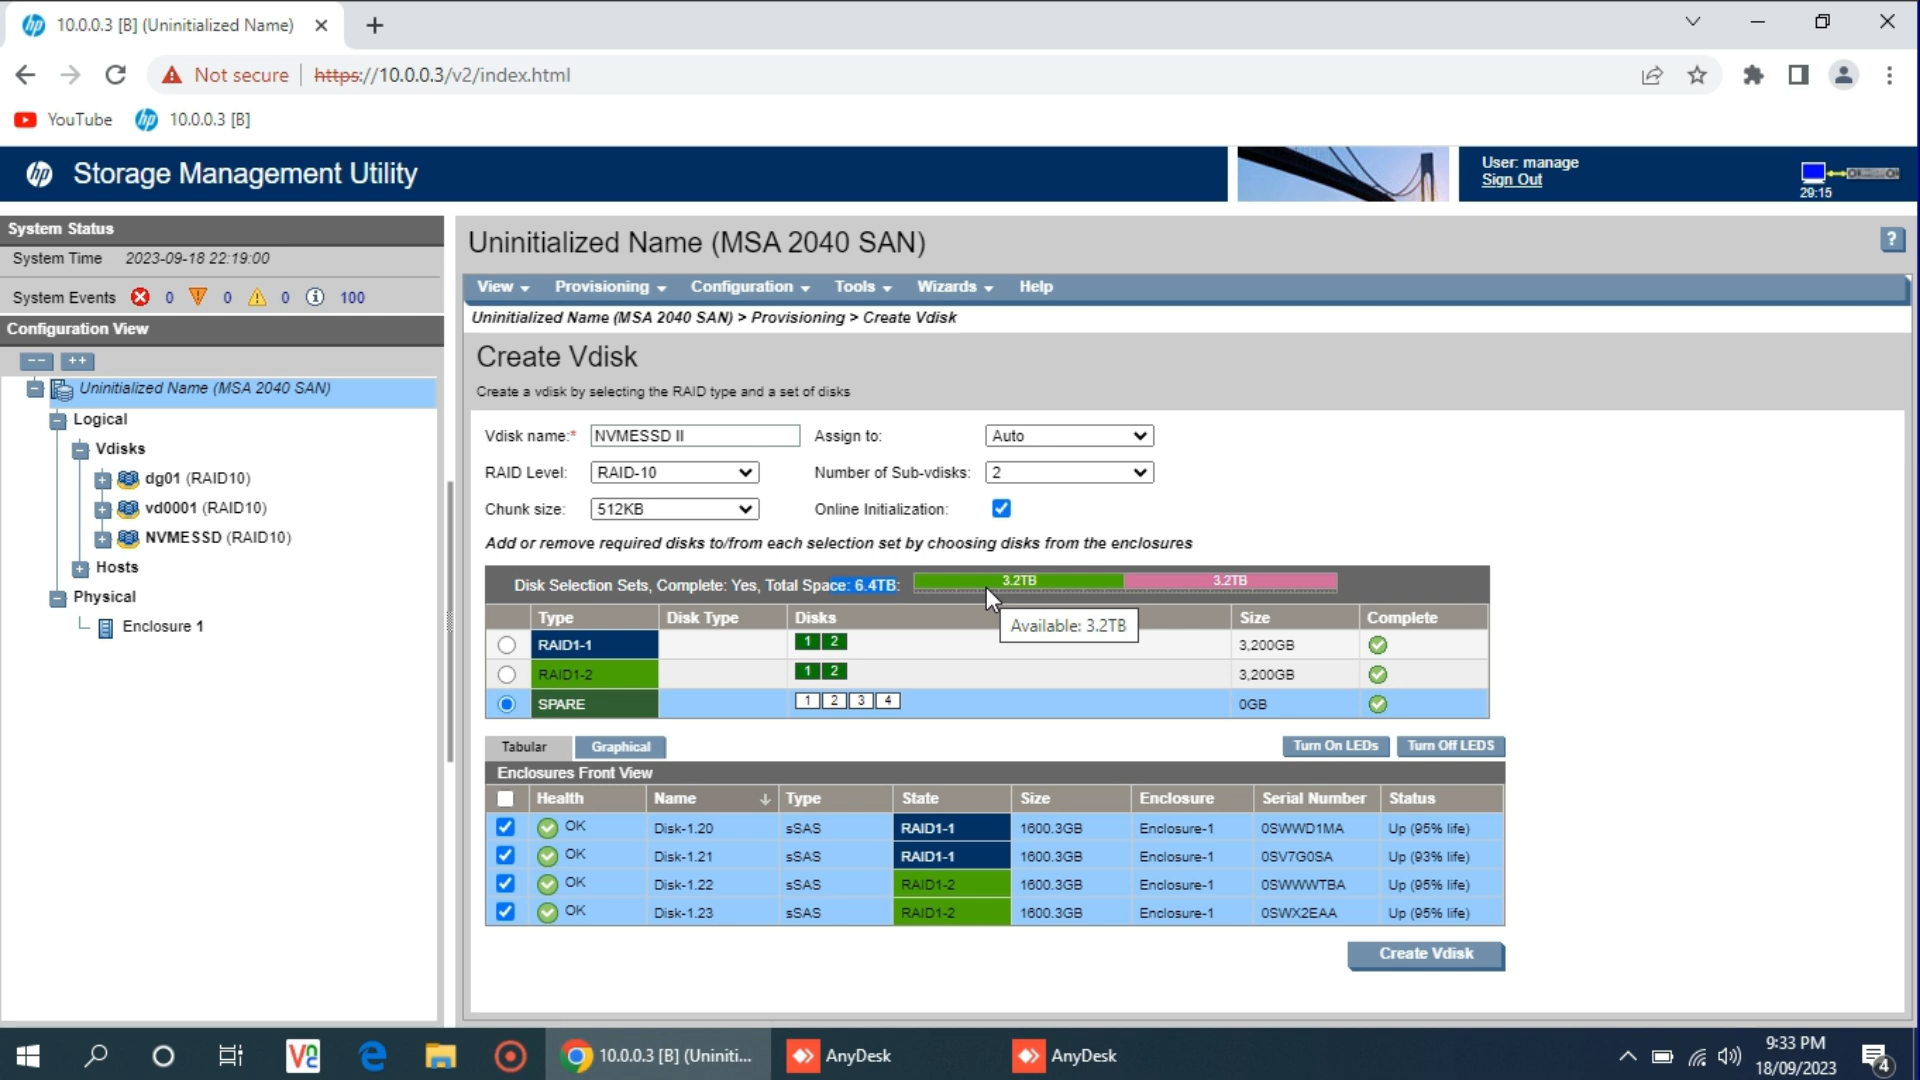 10.0.0.3 [B] (Uninitialized Name)
Not secure https://10.0.0.3/v2/index.html
YouTube 10.0.0.3 [B]
hp Storage Management Utility
User: manage
Sign Out
29:15
System Status
System Time 2023-09-18 22:19:00
System Events 0 0 0 100
Configuration View
-- ++
Uninitialized Name (MSA 2040 SAN)
Logical
Vdisks
dg01 (RAID10)
vd0001 (RAID10)
NVMESSD (RAID10)
Hosts
Physical
Enclosure 1
Uninitialized Name (MSA 2040 SAN)
?
View Provisioning Configuration Tools Wizards Help
Uninitialized Name (MSA 2040 SAN) > Provisioning > Create Vdisk
Create Vdisk
Create a vdisk by selecting the RAID type and a set of disks
Vdisk name:* NVMESSD II Assign to: Auto
RAID Level: RAID-10 Number of Sub-vdisks: 2
Chunk size: 512KB Online Initialization:
Add or remove required disks to/from each selection set by choosing disks from the enclosures
Disk Selection Sets, Complete: Yes, Total Space: 6.4TB: 3.2TB 3.2TB
Type Disk Type Disks Size Complete
Available: 3.2TB
RAID1-1 1 2 3,200GB
RAID1-2 1 2 3,200GB
SPARE 1 2 3 4 0GB
Tabular Graphical Turn On LEDs Turn Off LEDS
Enclosures Front View
Health Name Type State Size Enclosure Serial Number Status
OK Disk-1.20 sSAS RAID1-1 1600.3GB Enclosure-1 0SWWD1MA Up (95% life)
OK Disk-1.21 sSAS RAID1-1 1600.3GB Enclosure-1 0SV7G0SA Up (93% life)
OK Disk-1.22 sSAS RAID1-2 1600.3GB Enclosure-1 0SWWWTBA Up (95% life)
OK Disk-1.23 sSAS RAID1-2 1600.3GB Enclosure-1 0SWX2EAA Up (95% life)
Create Vdisk
10.0.0.3 [B] (Uniniti... AnyDesk AnyDesk
9:33 PM
18/09/2023
4